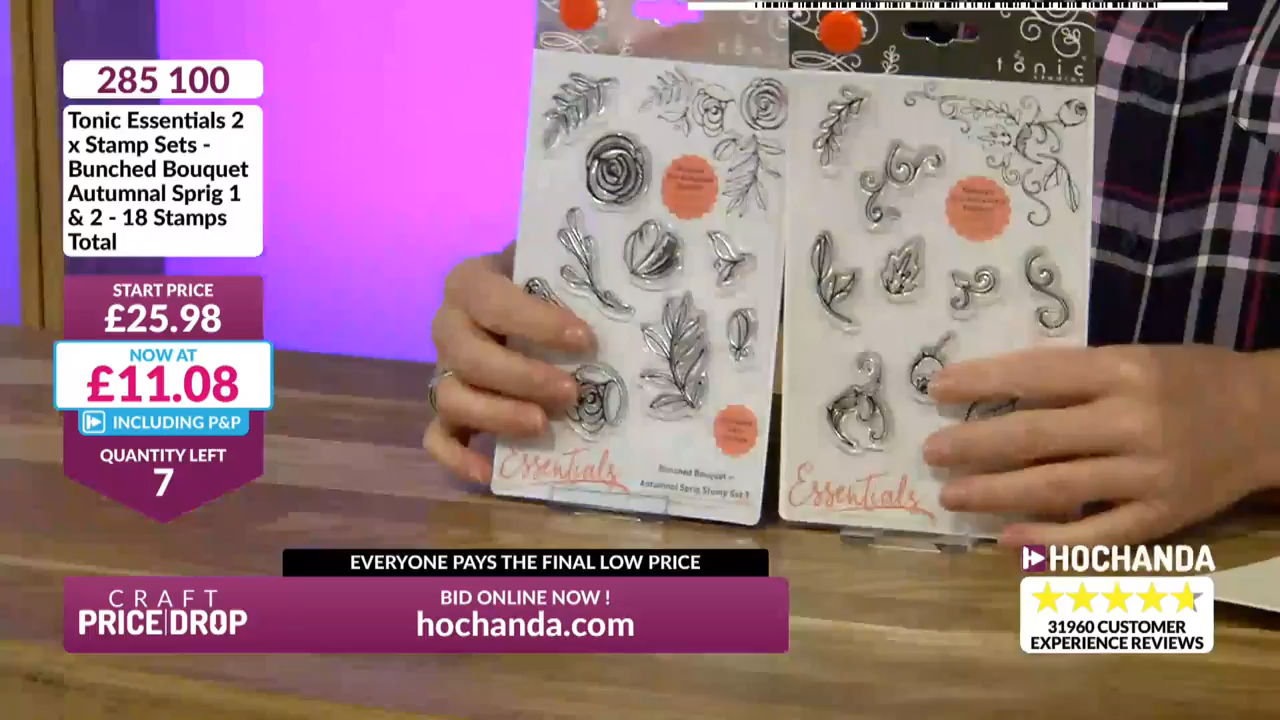 285 100
Tonic Essentials 2
x Stamp Sets -
Bunched Bouquet
Autumnal Sprig 1
& 2 - 18 Stamps
Total
START PRICE
£25.98
NOW AT
£11.08
INCLUDING P&P
QUANTITY LEFT
7
tonic
studios
Essentials
Bunched Bouquet -
Autumnal Sprig Stamp Set 1
Essentials
EVERYONE PAYS THE FINAL LOW PRICE
CRAFT
PRICE DROP
BID ONLINE NOW !
hochanda.com
HOCHANDA
31960 CUSTOMER
EXPERIENCE REVIEWS